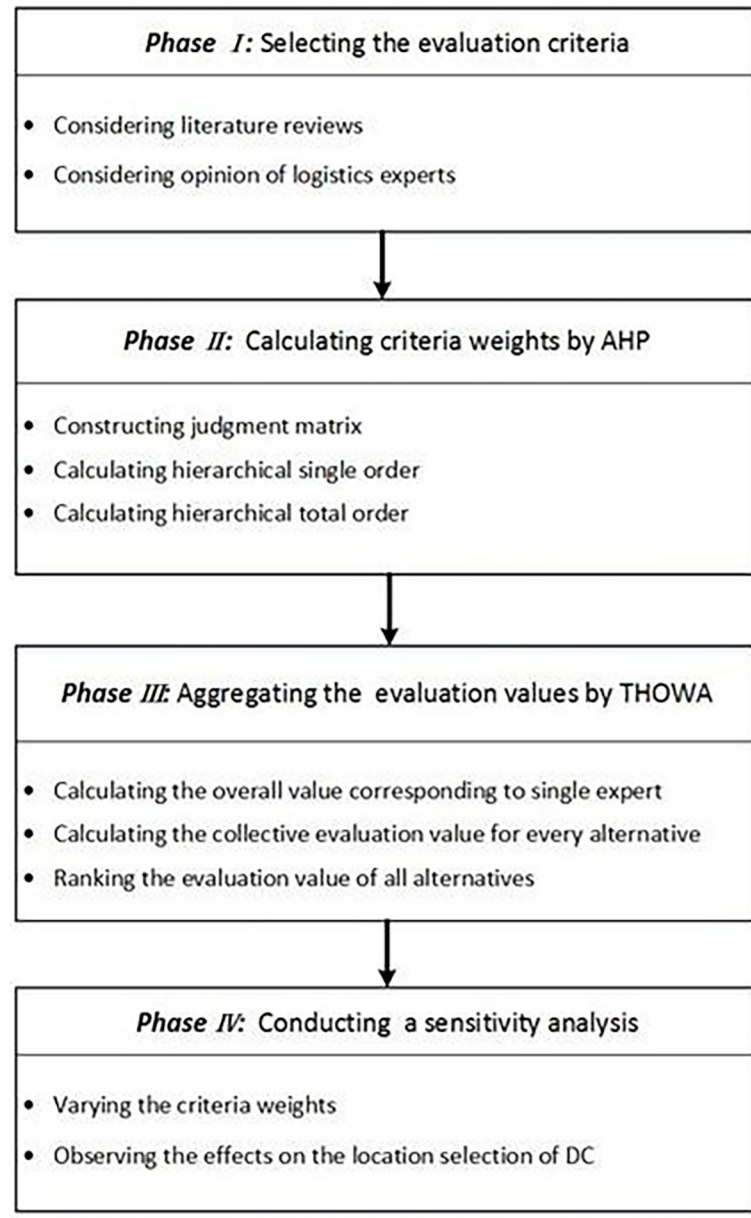 Phase I: Selecting the evaluation criteria
• Considering literature reviews
• Considering opinion of logistics experts
Phase II: Calculating criteria weights by AHP
• Constructing judgment matrix
• Calculating hierarchical single order
• Calculating hierarchical total order
Phase III: Aggregating the evaluation values by THOWA
• Calculating the overall value corresponding to single expert
• Calculating the collective evaluation value for every alternative
• Ranking the evaluation value of all alternatives
Phase IV: Conducting a sensitivity analysis
• Varying the criteria weights
• Observing the effects on the location selection of DC